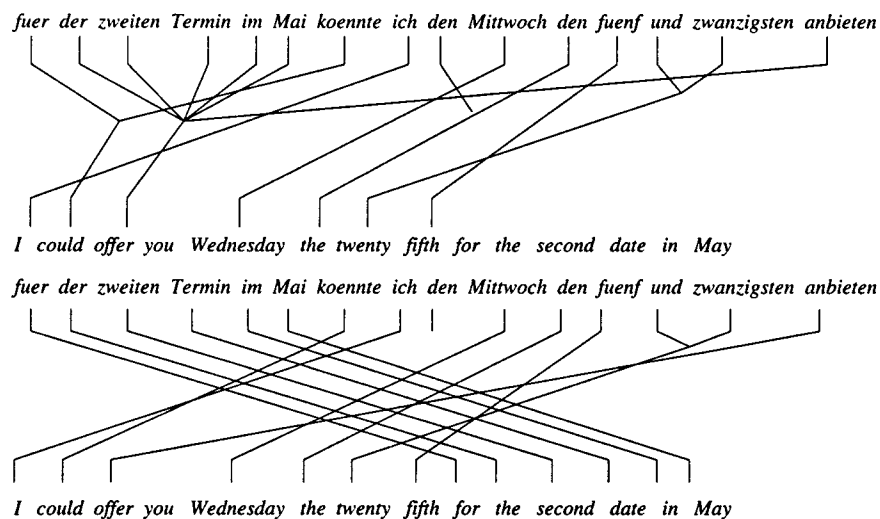 fuer der zweiten Termin im Mai koennte ich den Mittwoch den fuenf und zwanzigsten anbieten
I could offer you Wednesday the twenty fifth for the second date in May
fuer der zweiten Termin im Mai koennte ich den Mittwoch den fuenf und zwanzigsten anbieten
I could offer you Wednesday the twenty fifth for the second date in May